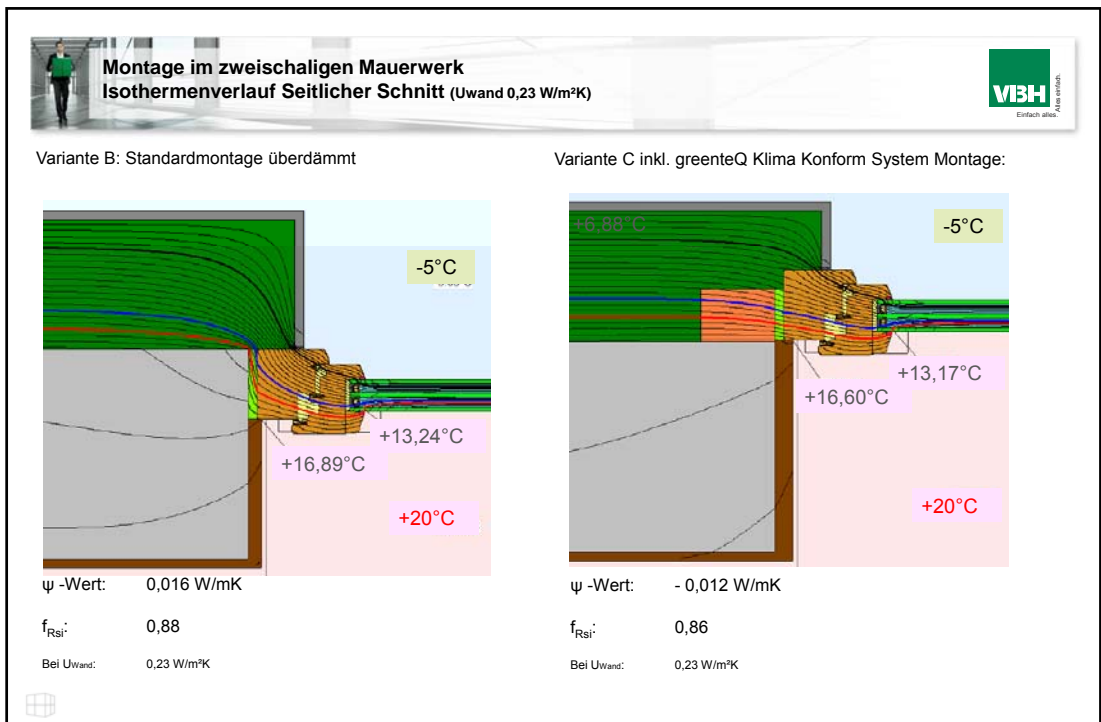 Montage im zweischaligen Mauerwerk
Isothermenverlauf Seitlicher Schnitt (Uwand 0,23 W/m²K)
VBH
Einfach alles.
Alles einfach.
Variante B: Standardmontage überdämmt
-5°C
+13,24°C
+16,89°C
+20°C
ψ -Wert: 0,016 W/mK
fRsi: 0,88
Bei UWand: 0,23 W/m²K
Variante C inkl. greenteQ Klima Konform System Montage:
+6,88°C
-5°C
+13,17°C
+16,60°C
+20°C
ψ -Wert: - 0,012 W/mK
fRsi: 0,86
Bei UWand: 0,23 W/m²K